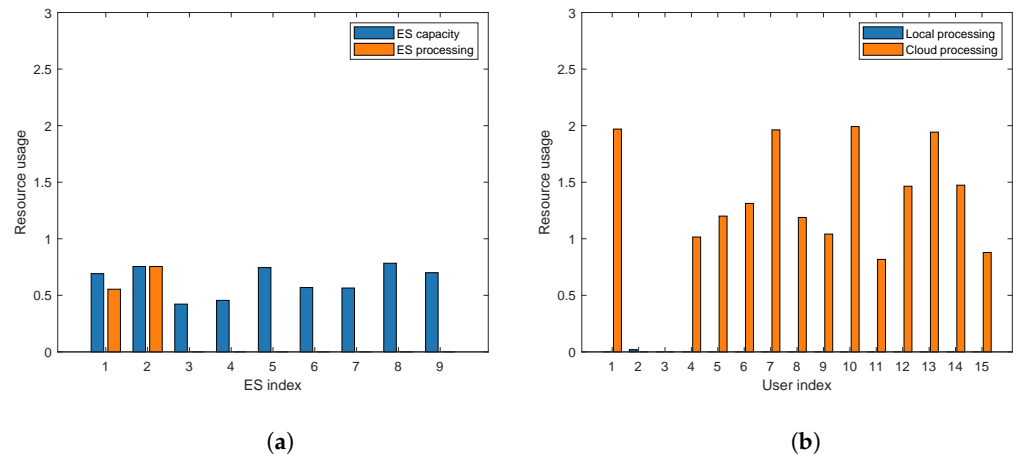 3
2.5
2
1.5
1
0.5
0
Resource usage
ES capacity
ES processing
1 2 3 4 5 6 7 8 9
ES index
(a)
3
2.5
2
1.5
1
0.5
0
Resource usage
Local processing
Cloud processing
1 2 3 4 5 6 7 8 9 10 11 12 13 14 15
User index
(b)